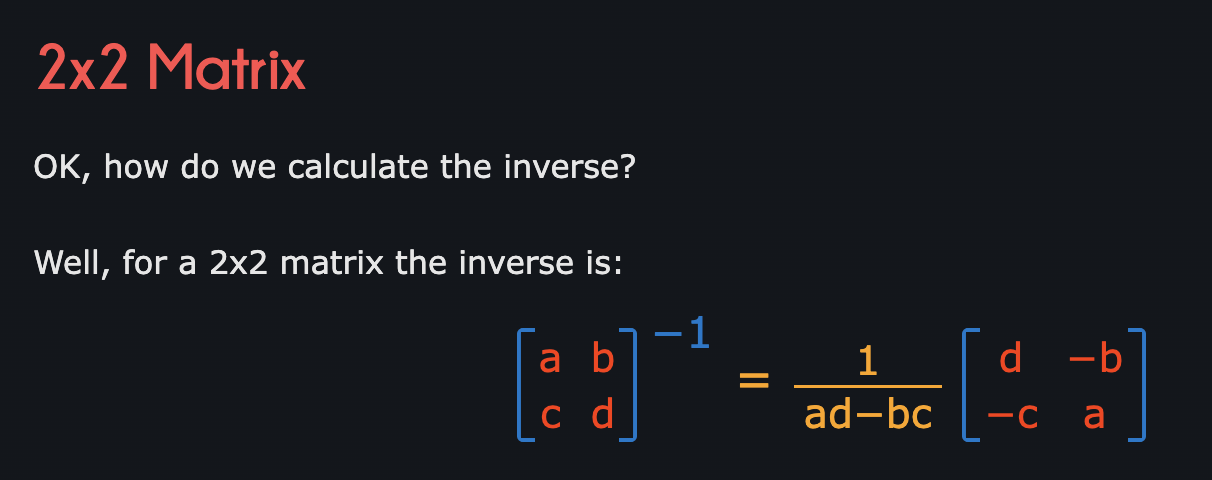 2x2 Matrix
OK, how do we calculate the inverse?
Well, for a 2x2 matrix the inverse is:
[a b; c d]−1 = 1/(ad−bc) [d −b; −c a]